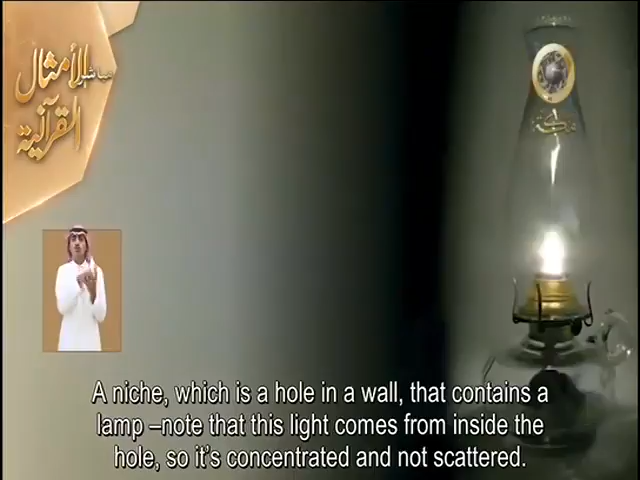 الأمثال
مباشر
القرآنية
A niche, which is a hole in a wall, that contains a
lamp –note that this light comes from inside the
hole, so it's concentrated and not scattered.